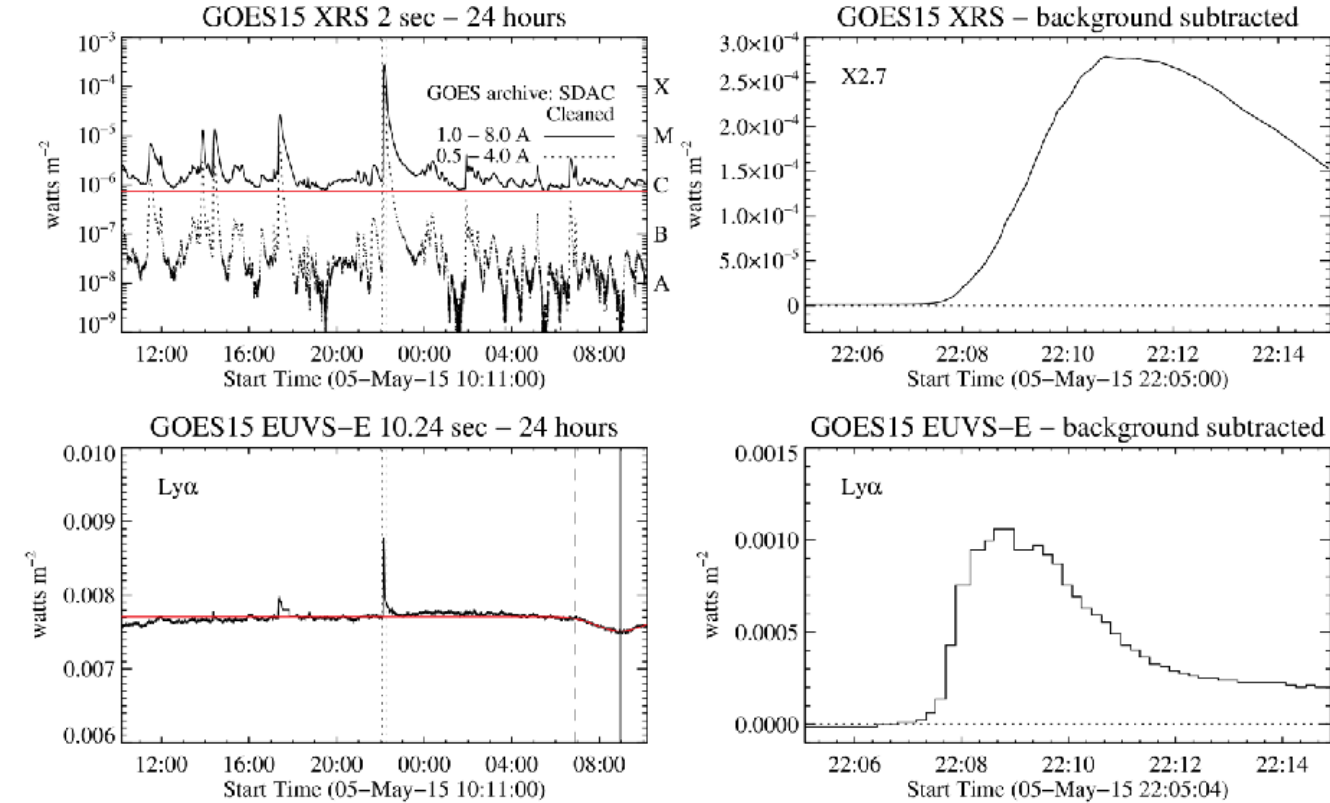 GOES15 XRS 2 sec – 24 hours
10⁻³
10⁻⁴
10⁻⁵
10⁻⁶
10⁻⁷
10⁻⁸
10⁻⁹
watts m⁻²
GOES archive: SDAC
Cleaned
1.0 – 8.0 A
0.5 – 4.0 A
X
M
C
B
A
12:00 16:00 20:00 00:00 04:00 08:00
Start Time (05–May–15 10:11:00)
GOES15 XRS – background subtracted
3.0×10⁻⁴
2.5×10⁻⁴
2.0×10⁻⁴
1.5×10⁻⁴
1.0×10⁻⁴
5.0×10⁻⁵
0
watts m⁻²
X2.7
22:06 22:08 22:10 22:12 22:14
Start Time (05–May–15 22:05:00)
GOES15 EUVS–E 10.24 sec – 24 hours
0.010
0.009
0.008
0.007
0.006
watts m⁻²
Lyα
12:00 16:00 20:00 00:00 04:00 08:00
Start Time (05–May–15 10:11:00)
GOES15 EUVS–E – background subtracted
0.0015
0.0010
0.0005
0.0000
watts m⁻²
Lyα
22:06 22:08 22:10 22:12 22:14
Start Time (05–May–15 22:05:04)